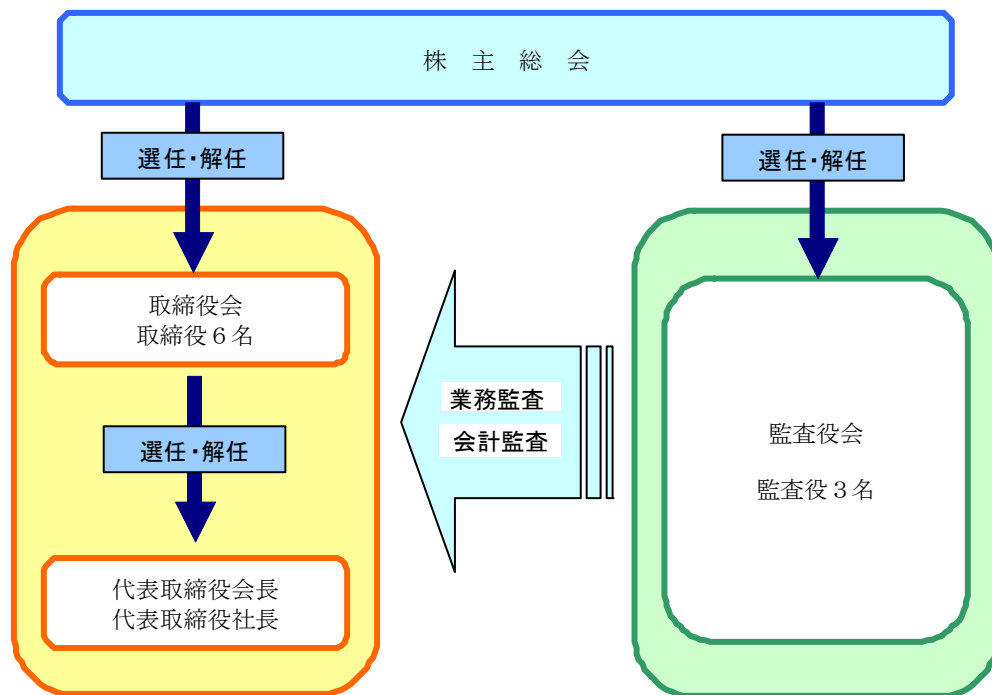 株 主 総 会
選任・解任
選任・解任
取締役会
取締役６名
業務監査
会計監査
選任・解任
監査役会
監査役３名
代表取締役会長
代表取締役社長